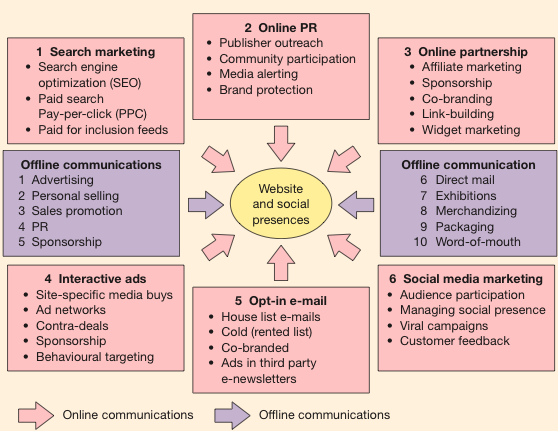 1 Search marketing
• Search engine
optimization (SEO)
• Paid search
Pay-per-click (PPC)
• Paid for inclusion feeds
2 Online PR
• Publisher outreach
• Community participation
• Media alerting
• Brand protection
3 Online partnership
• Affiliate marketing
• Sponsorship
• Co-branding
• Link-building
• Widget marketing
Offline communications
1 Advertising
2 Personal selling
3 Sales promotion
4 PR
5 Sponsorship
Website
and social
presences
Offline communication
6 Direct mail
7 Exhibitions
8 Merchandizing
9 Packaging
10 Word-of-mouth
4 Interactive ads
• Site-specific media buys
• Ad networks
• Contra-deals
• Sponsorship
• Behavioural targeting
5 Opt-in e-mail
• House list e-mails
• Cold (rented list)
• Co-branded
• Ads in third party
e-newsletters
6 Social media marketing
• Audience participation
• Managing social presence
• Viral campaigns
• Customer feedback
Online communications
Offline communications